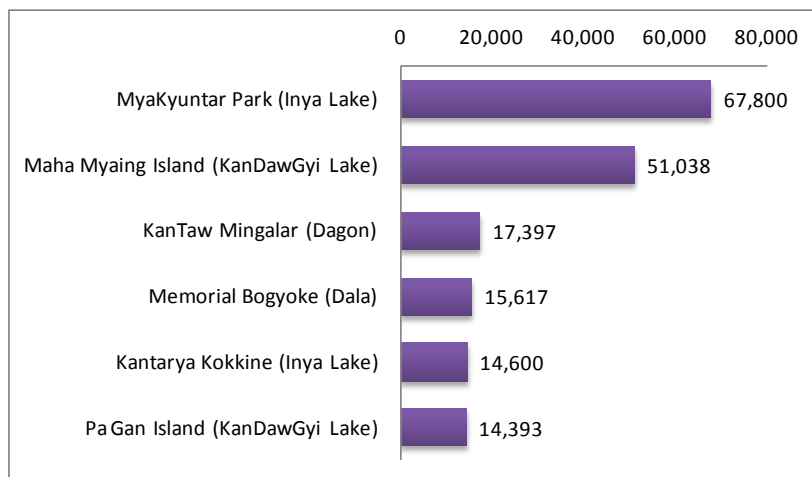 0 20,000 40,000 60,000 80,000
MyaKyuntar Park (Inya Lake) 67,800
Maha Myaing Island (KanDawGyi Lake) 51,038
KanTaw Mingalar (Dagon) 17,397
Memorial Bogyoke (Dala) 15,617
Kantarya Kokkine (Inya Lake) 14,600
Pa Gan Island (KanDawGyi Lake) 14,393